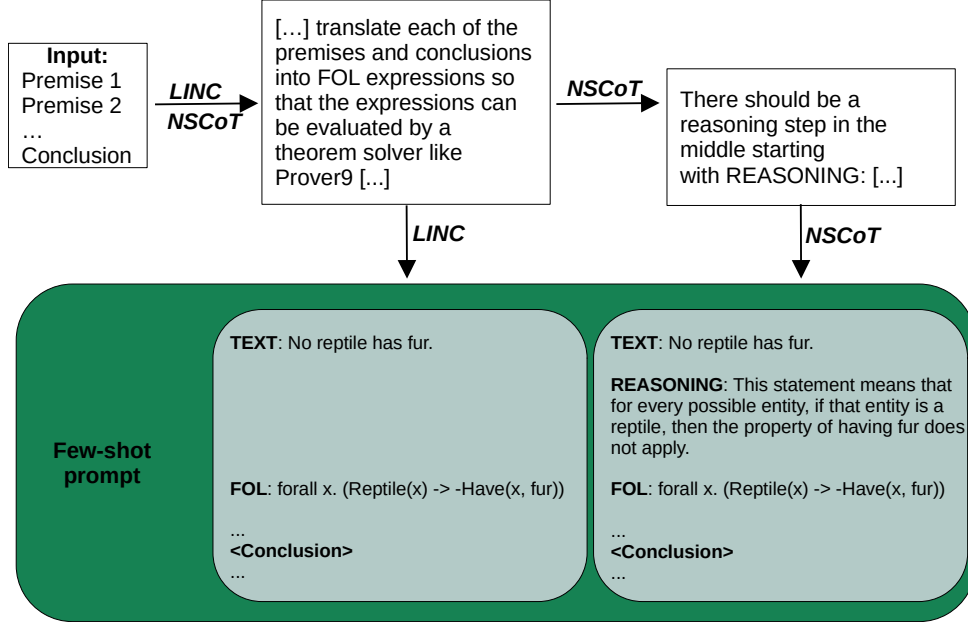 Input:
Premise 1
Premise 2
…
Conclusion
LINC
NSCoT
[…] translate each of the
premises and conclusions
into FOL expressions so
that the expressions can
be evaluated by a
theorem solver like
Prover9 [...]
NSCoT
There should be a
reasoning step in the
middle starting
with REASONING: [...]
LINC
NSCoT
Few-shot
prompt
TEXT: No reptile has fur.
FOL: forall x. (Reptile(x) -> -Have(x, fur))
...
<Conclusion>
...
TEXT: No reptile has fur.
REASONING: This statement means that
for every possible entity, if that entity is a
reptile, then the property of having fur does
not apply.
FOL: forall x. (Reptile(x) -> -Have(x, fur))
...
<Conclusion>
...